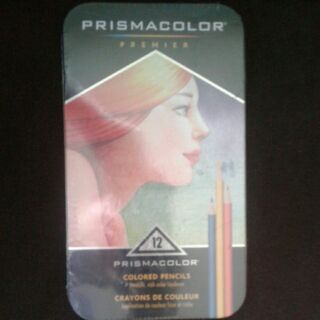 PRISMACOLOR
PREMIER
12
PRISMACOLOR
COLORED PENCILS
CRAYONS DE COULEUR